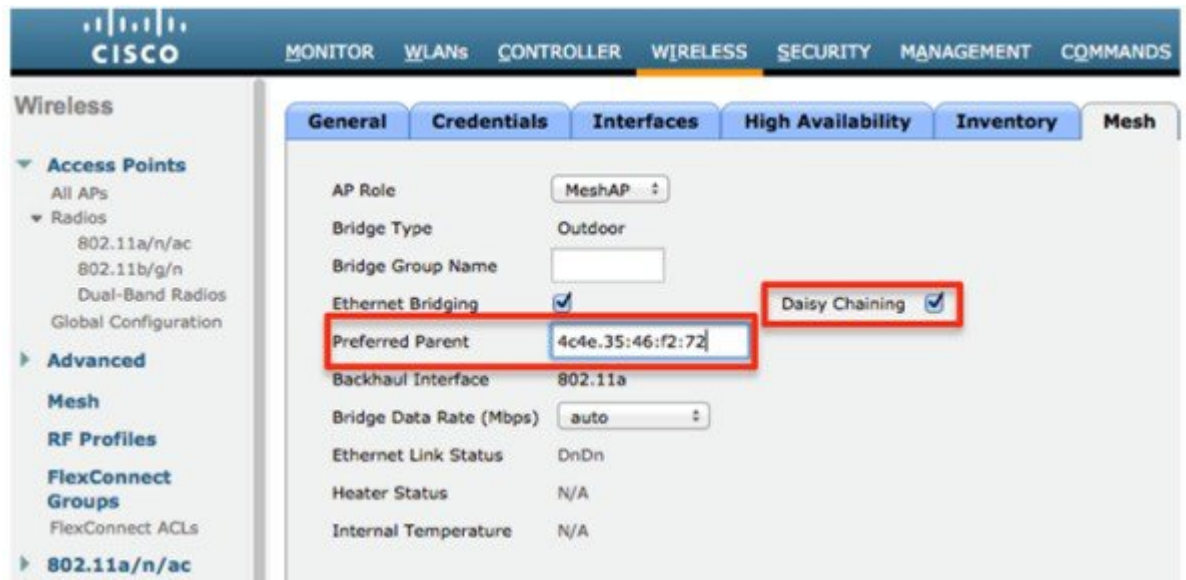 CISCO
MONITOR WLANs CONTROLLER WIRELESS SECURITY MANAGEMENT COMMANDS
Wireless
Access Points
All APs
Radios
802.11a/n/ac
802.11b/g/n
Dual-Band Radios
Global Configuration
Advanced
Mesh
RF Profiles
FlexConnect
Groups
FlexConnect ACLs
802.11a/n/ac
General Credentials Interfaces High Availability Inventory Mesh
AP Role MeshAP
Bridge Type Outdoor
Bridge Group Name
Ethernet Bridging Daisy Chaining
Preferred Parent 4c4e.35:46:f2:72
Backhaul Interface 802.11a
Bridge Data Rate (Mbps) auto
Ethernet Link Status DnDn
Heater Status N/A
Internal Temperature N/A